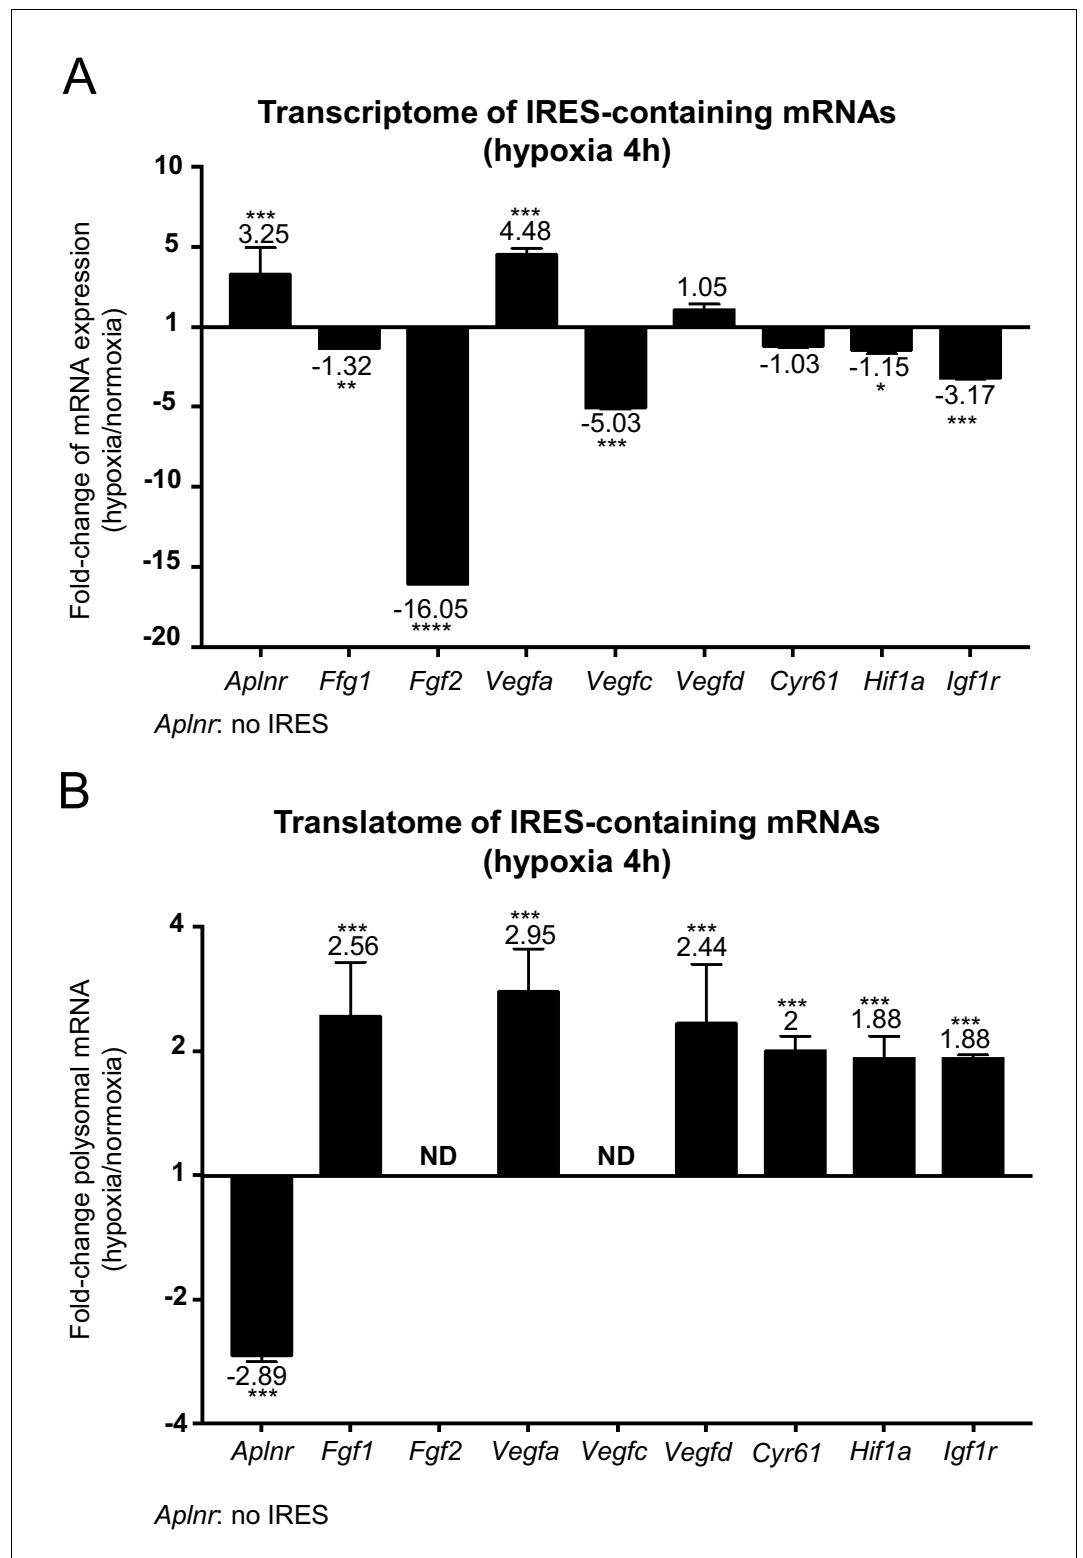 A
Transcriptome of IRES-containing mRNAs
(hypoxia 4h)
Fold-change of mRNA expression
(hypoxia/normoxia)
10
5
1
-5
-10
-15
-20
***
3.25
-1.32
**
-16.05
****
***
4.48
-5.03
***
1.05
-1.03
-1.15
*
-3.17
***
Aplnr Ffg1 Fgf2 Vegfa Vegfc Vegfd Cyr61 Hif1a Igf1r
Aplnr: no IRES
B
Translatome of IRES-containing mRNAs
(hypoxia 4h)
Fold-change polysomal mRNA
(hypoxia/normoxia)
4
2
1
-2
-4
-2.89
***
***
2.56
ND
***
2.95
ND
***
2.44
***
2
***
1.88
***
1.88
Aplnr Fgf1 Fgf2 Vegfa Vegfc Vegfd Cyr61 Hif1a Igf1r
Aplnr: no IRES